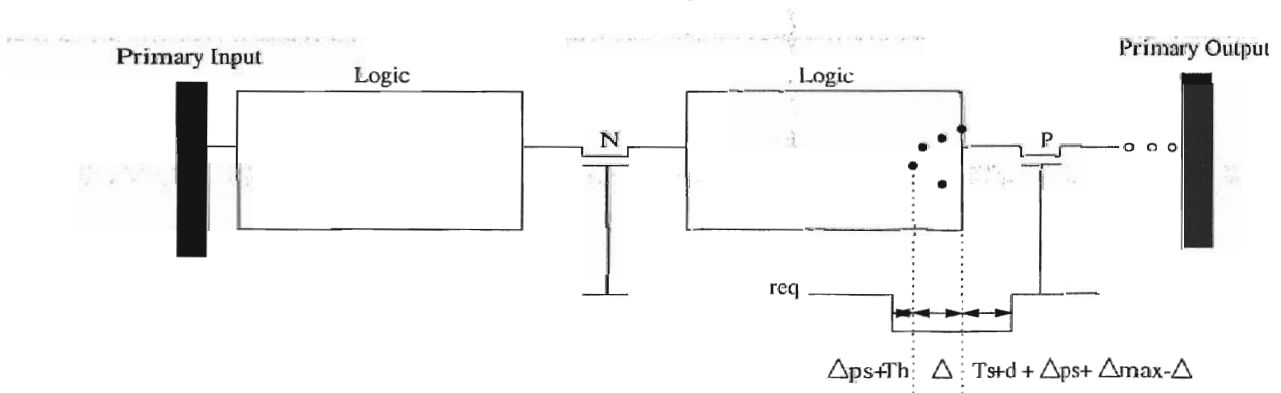 Primary Input
Primary Output
Logic
Logic
N
P
req
△ps+Th △ Ts+d + △ps+ △max-△